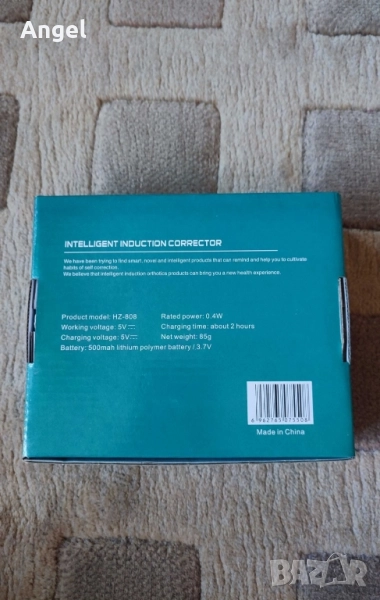 Angel
INTELLIGENT INDUCTION CORRECTOR
We have been trying to find smart, novel and intelligent products that can remind and help you to cultivate
habits of self correction.
We believe that intelligent induction orthotics products can bring you a new health experience.
Product model: HZ-808 Rated power: 0.4W
Working voltage: 5V Charging time: about 2 hours
Charging voltage: 5V Net weight: 95g
Battery: 500mah lithium polymer battery / 3.7V
Made in China
BAZAR